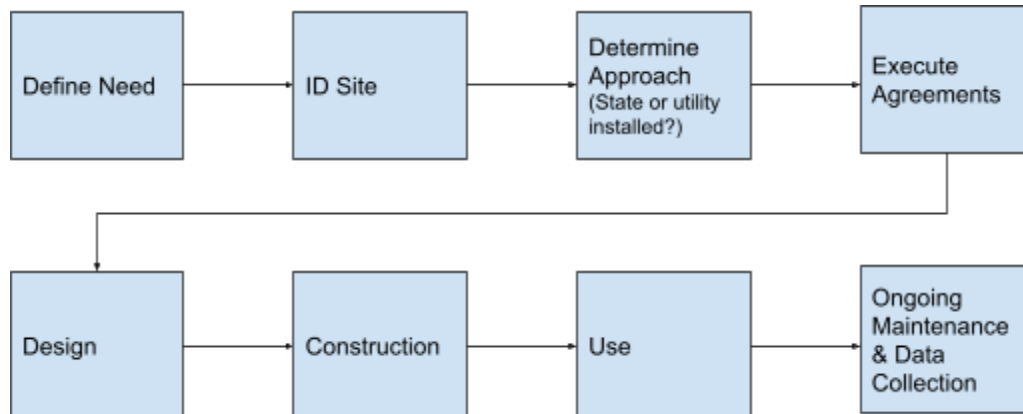 Define Need
ID Site
Determine
Approach
(State or utility
installed?)
Execute
Agreements
Design
Construction
Use
Ongoing
Maintenance
& Data
Collection